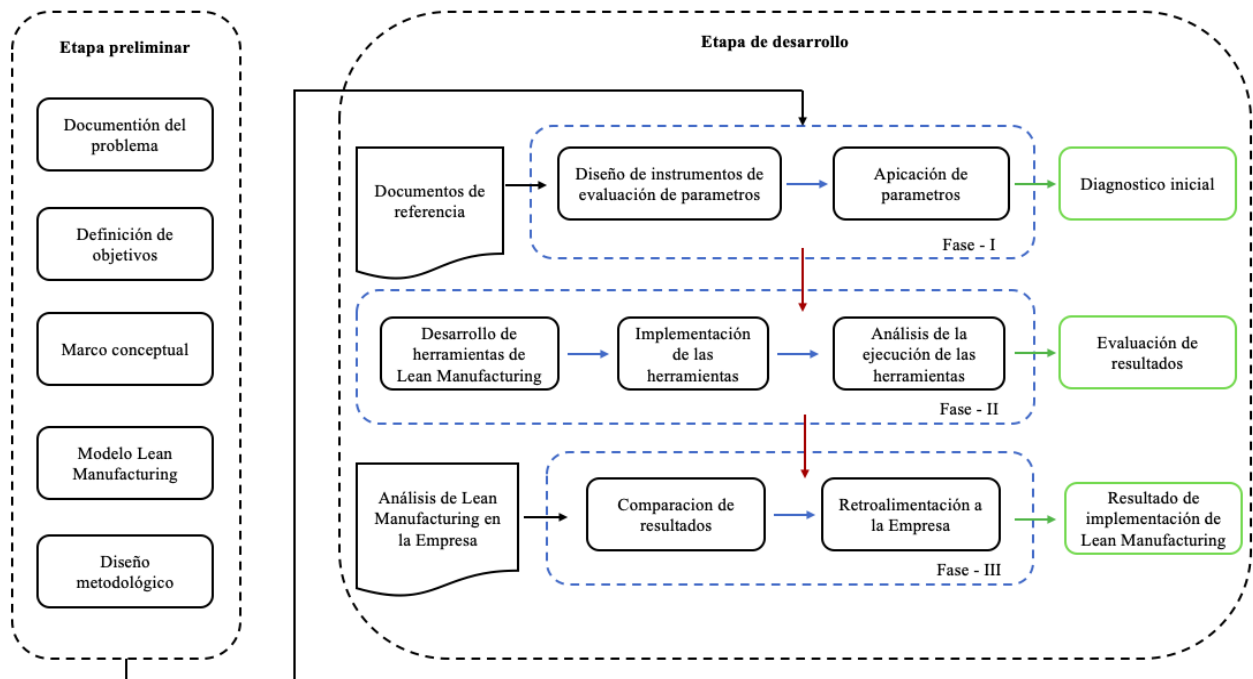 Etapa preliminar
Documentión del
problema
Definición de
objetivos
Marco conceptual
Modelo Lean
Manufacturing
Diseño
metodológico
Etapa de desarrollo
Documentos de
referencia
Diseño de instrumentos de
evaluación de parametros
Apicación de
parametros
Fase - I
Diagnostico inicial
Desarrollo de
herramientas de
Lean Manufacturing
Implementación
de las
herramientas
Análisis de la
ejecución de las
herramientas
Fase - II
Evaluación de
resultados
Análisis de Lean
Manufacturing en
la Empresa
Comparacion de
resultados
Retroalimentación a
la Empresa
Fase - III
Resultado de
implementación de
Lean Manufacturing